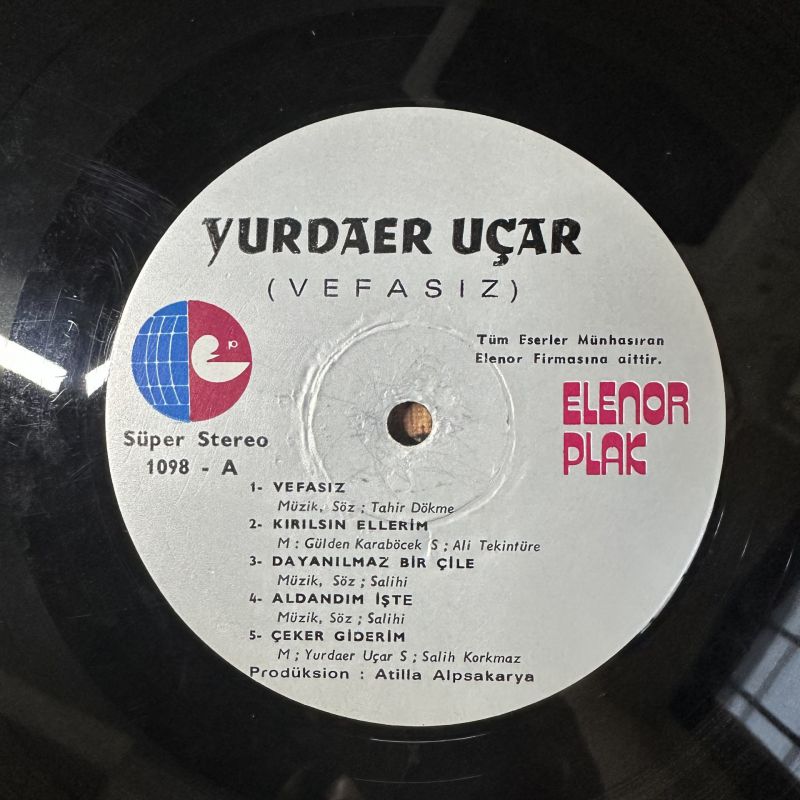 YURDAER UÇAR
(VEFASIZ)
Tüm Eserler Münhasıran
Elenor Firmasına aittir.
ELENOR
PLAK
Süper Stereo
1098 - A
1- VEFASIZ
Müzik, Söz ; Tahir Dökme
2- KIRILSIN ELLERİM
M : Gülden Karaböcek S ; Ali Tekintüre
3- DAYANILMAZ BİR ÇİLE
Müzik, Söz ; Salihi
4- ALDANDIM İŞTE
Müzik, Söz ; Salihi
5- ÇEKER GİDERİM
M ; Yurdaer Uçar S ; Salih Korkmaz
Prodüksion : Atilla Alpsakarya